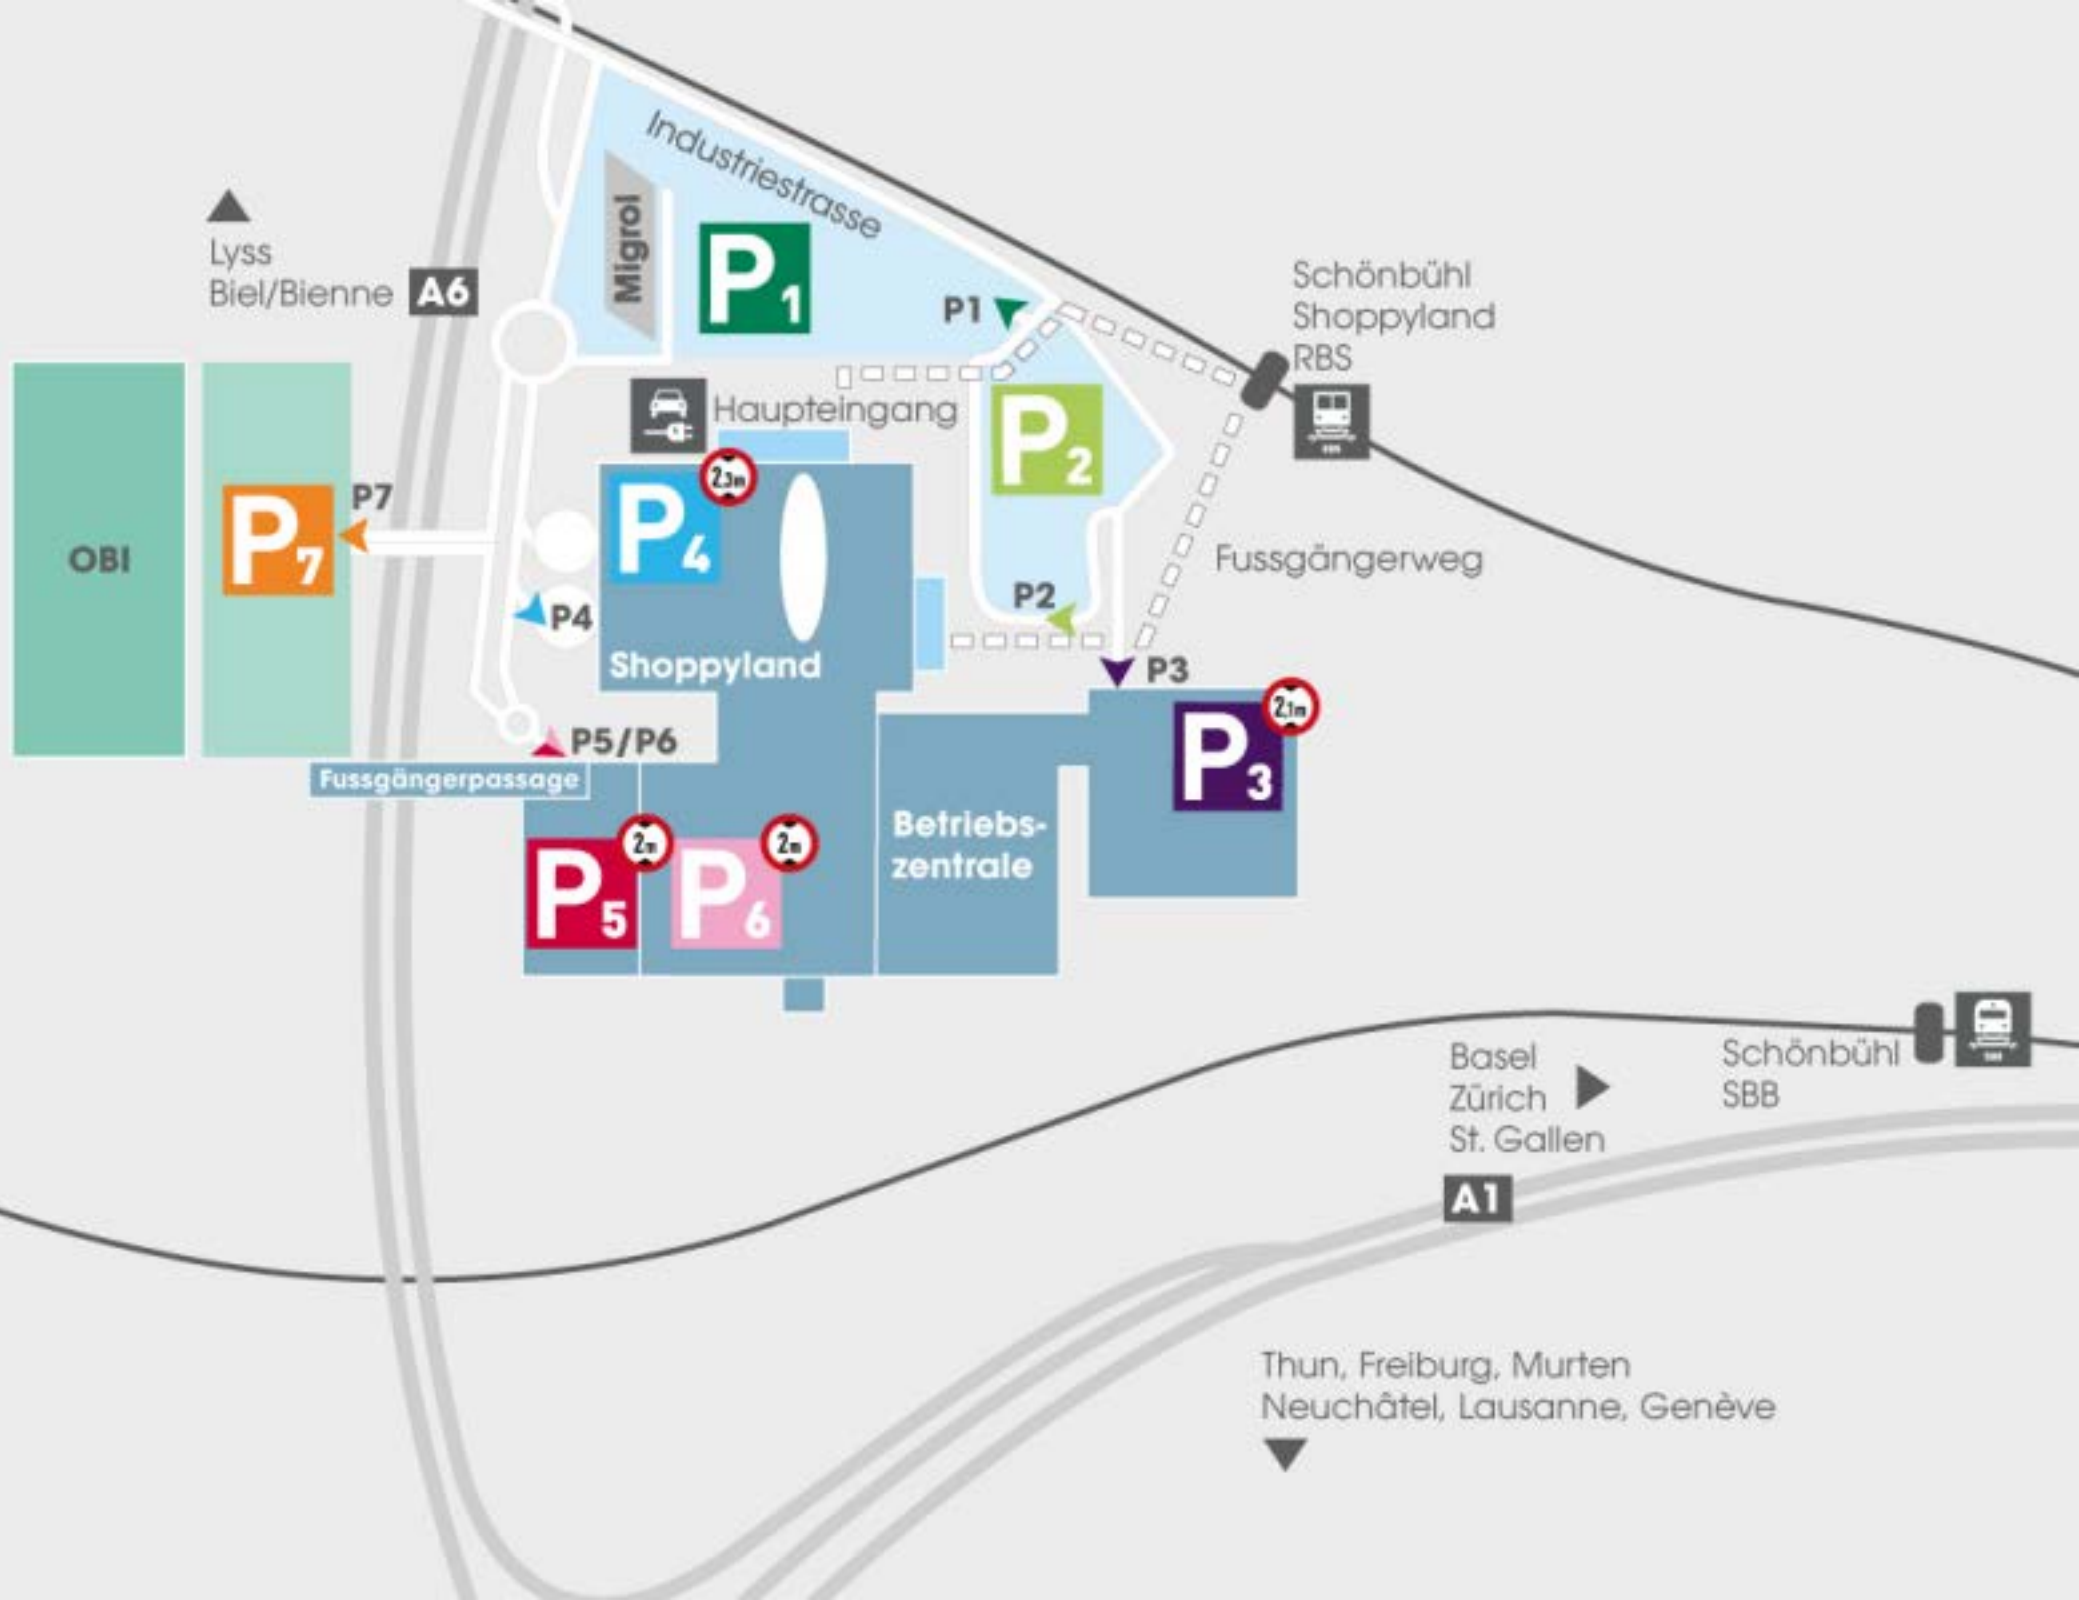 Industriestrasse
Migrol
P1
P1
Lyss
Biel/Bienne
A6
Schönbühl
Shoppyland
RBS
Haupteingang
P2
P4
2.3m
OBI
P7
P7
P4
P2
Fussgängerweg
Shoppyland
P3
P3
2.1m
P5/P6
Fussgängerpassage
Betriebs-
zentrale
P5
2m
P6
2m
Basel
Zürich
St. Gallen
A1
Schönbühl
SBB
Thun, Freiburg, Murten
Neuchâtel, Lausanne, Genève